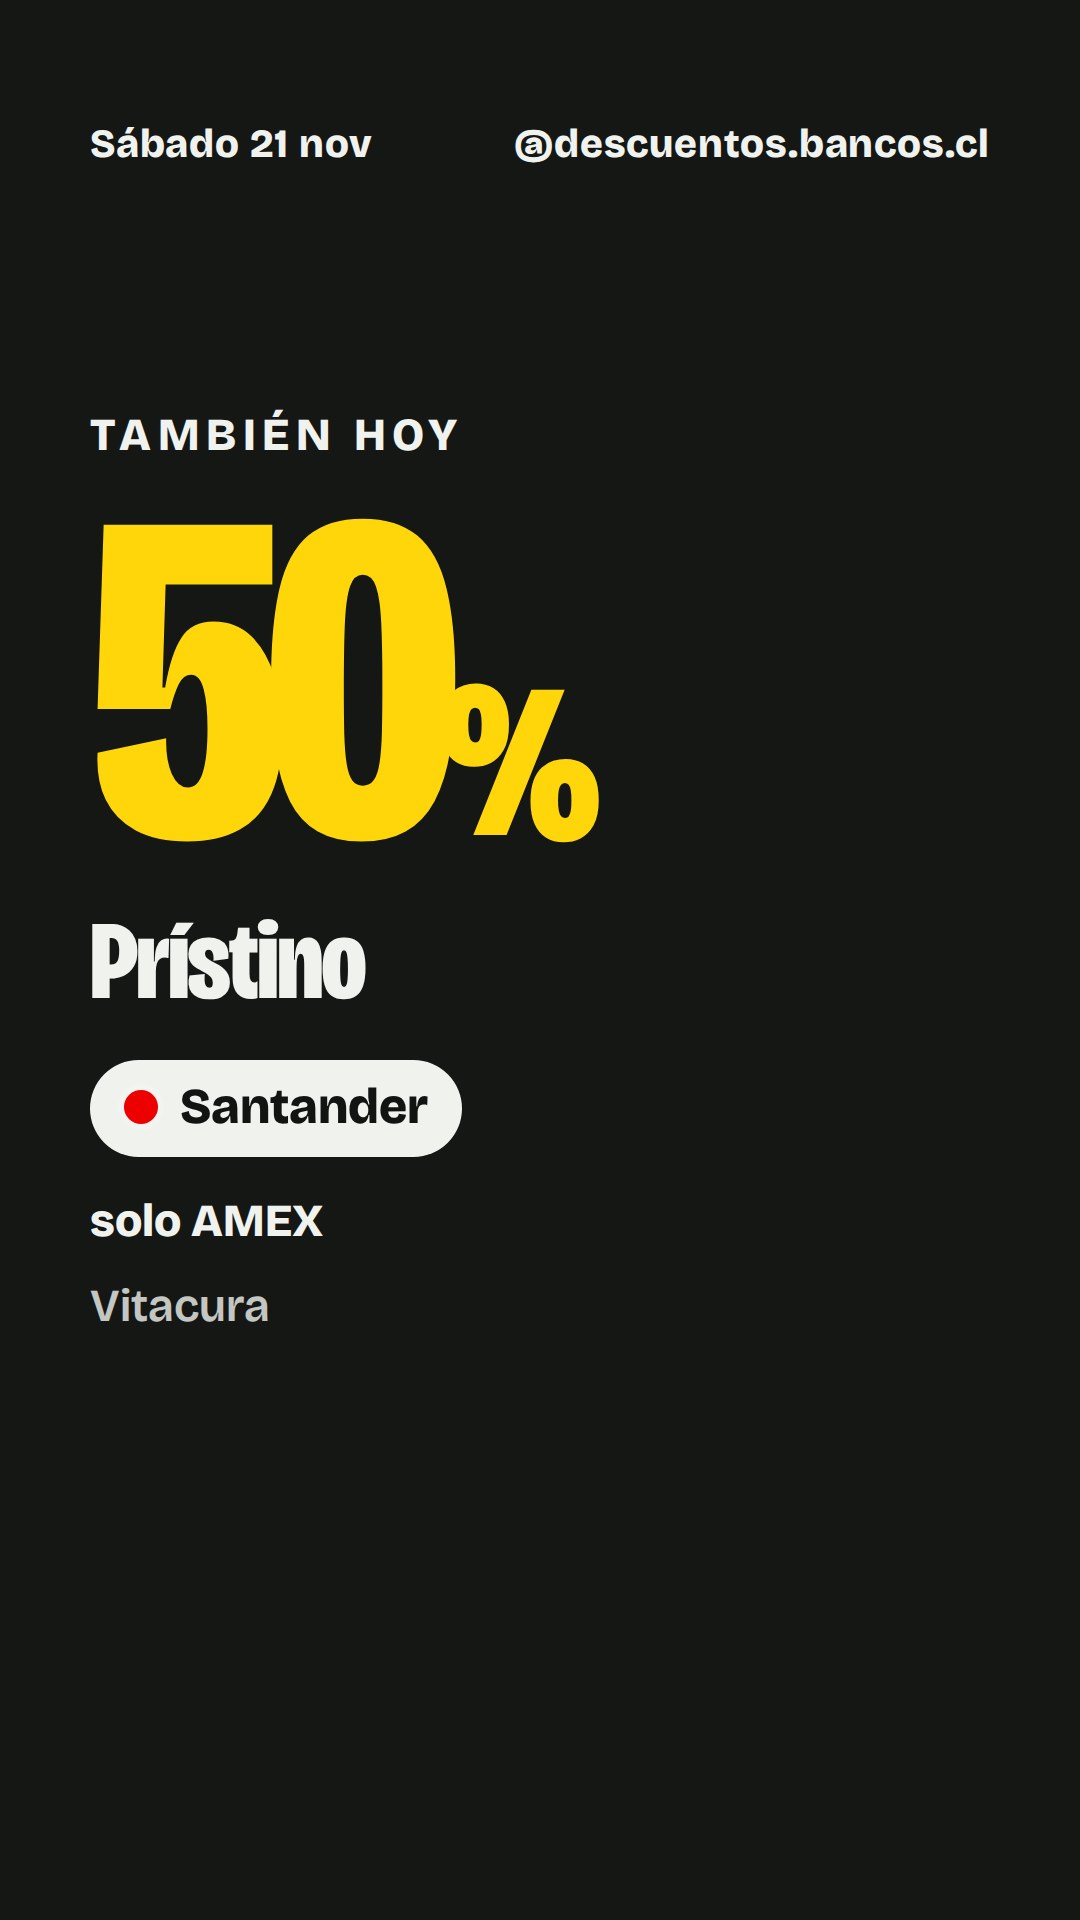 Sábado 21 nov
@descuentos.bancos.cl
TAMBIÉN HOY
50%
Prístino
Santander
solo AMEX
Vitacura